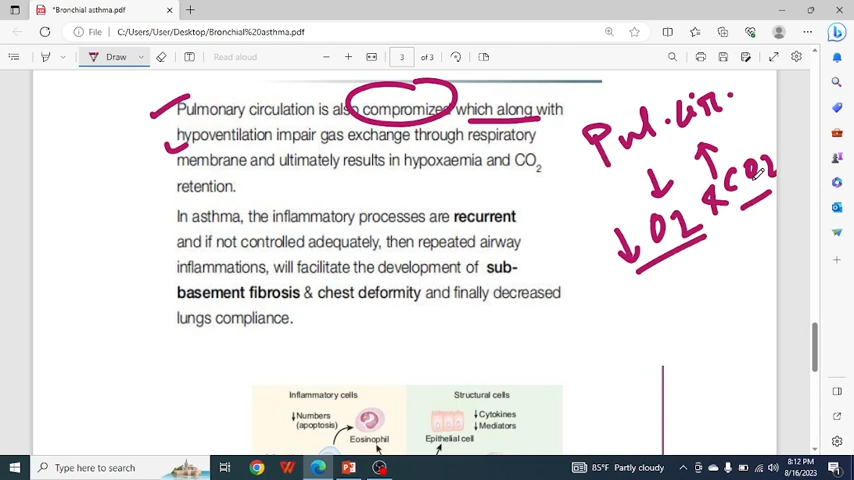 *Bronchial asthma.pdf
File
C:/Users/User/Desktop/Bronchial%20asthma.pdf
Draw
Read aloud
3
of 3
Pulmonary circulation is also compromized which along with
hypoventilation impair gas exchange through respiratory
membrane and ultimately results in hypoxaemia and CO2
retention.
In asthma, the inflammatory processes are recurrent
and if not controlled adequately, then repeated airway
inflammations, will facilitate the development of sub-
basement fibrosis & chest deformity and finally decreased
lungs compliance.
Pul. Cir.
↓ ↑
↓ O2 & CO2
Inflammatory cells
Structural cells
↓Numbers
(apoptosis)
Eosinophil
↓Cytokines
↓Mediators
Epithelial cell
Type here to search
85°F Partly cloudy
8:12 PM
8/16/2023